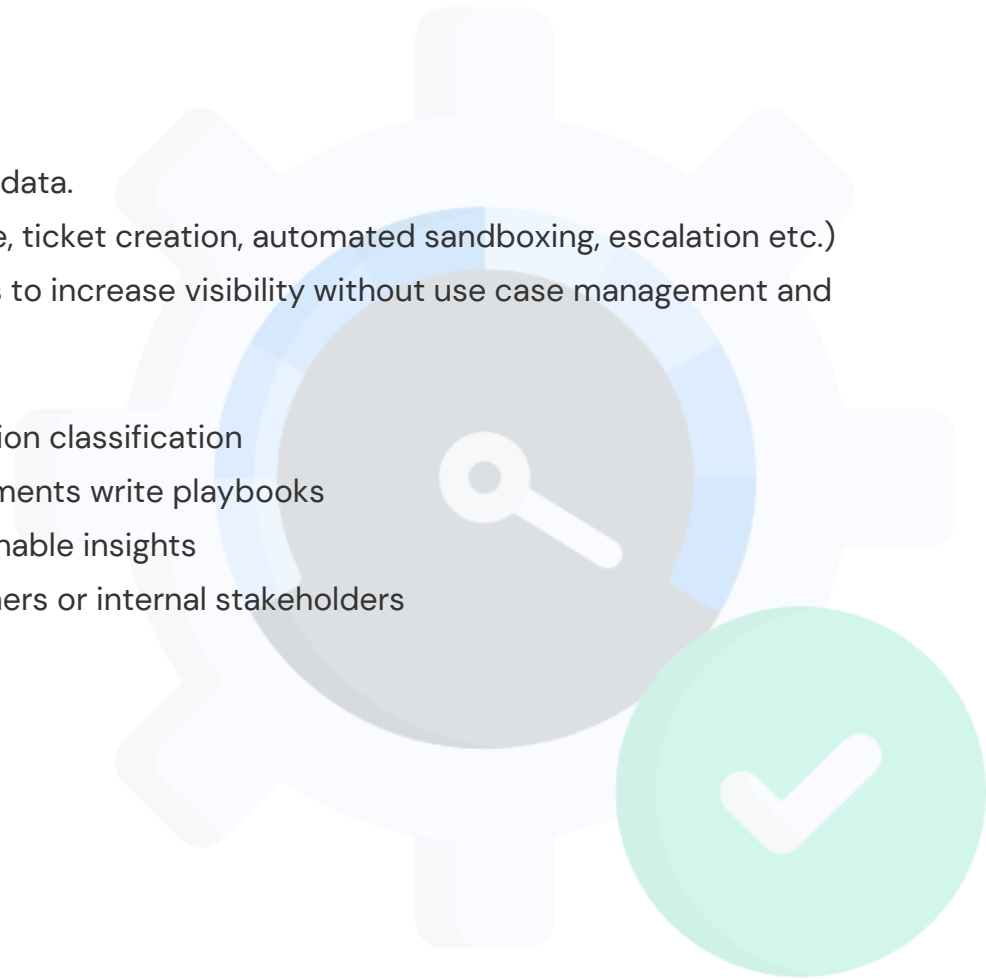 data.
, ticket creation, automated sandboxing, escalation etc.)
to increase visibility without use case management and
ion classification
ments write playbooks
nable insights
ers or internal stakeholders